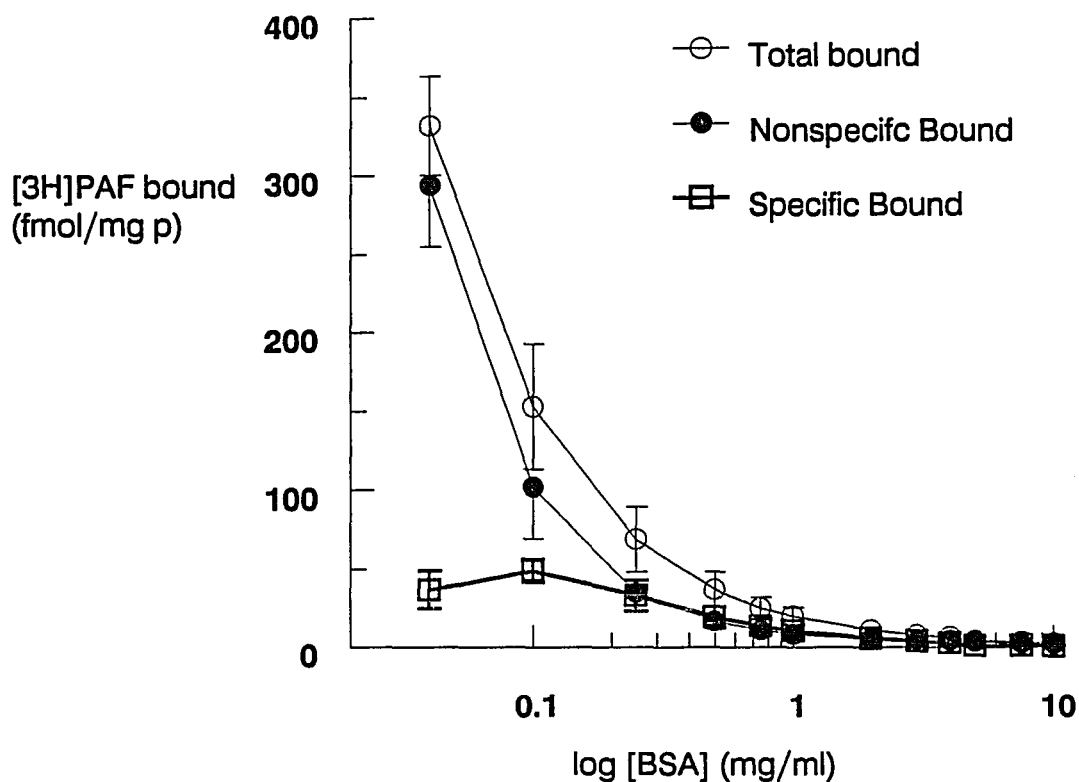 400
300
200
100
0
[3H]PAF bound
(fmol/mg p)
Total bound
Nonspecifc Bound
Specific Bound
0.1
1
10
log [BSA] (mg/ml)